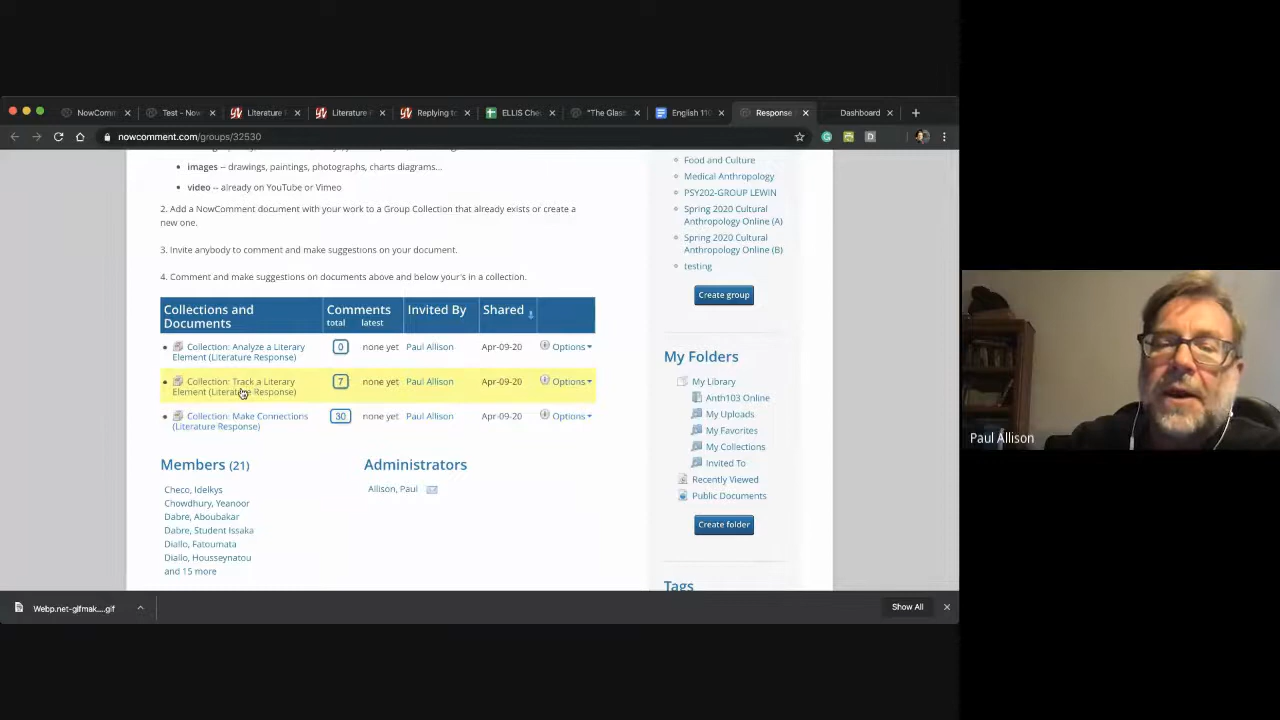 NowComm
Test - Now
Literature F
Literature R
Replying to
ELLIS Che
"The Glass
English 110
Response
Dashboard
nowcomment.com/groups/32530
• images -- drawings, paintings, photographs, charts diagrams...
• video -- already on YouTube or Vimeo
2. Add a NowComment document with your work to a Group Collection that already exists or create a
new one.
3. Invite anybody to comment and make suggestions on your document.
4. Comment and make suggestions on documents above and below your's in a collection.
Collections and
Documents
Comments
total latest
Invited By
Shared
Collection: Analyze a Literary
Element (Literature Response)
0 none yet Paul Allison Apr-09-20 Options
Collection: Track a Literary
Element (Literature Response)
7 none yet Paul Allison Apr-09-20 Options
Collection: Make Connections
(Literature Response)
30 none yet Paul Allison Apr-09-20 Options
Members (21)
Checo, Idelkys
Chowdhury, Yeanoor
Dabre, Aboubakar
Dabre, Student Issaka
Diallo, Fatoumata
Diallo, Housseynatou
and 15 more
Administrators
Allison, Paul
Food and Culture
Medical Anthropology
PSY202-GROUP LEWIN
Spring 2020 Cultural
Anthropology Online (A)
Spring 2020 Cultural
Anthropology Online (B)
testing
Create group
My Folders
My Library
Anth103 Online
My Uploads
My Favorites
My Collections
Invited To
Recently Viewed
Public Documents
Create folder
Tags
Webp.net-gifmak....gif
Show All
Paul Allison